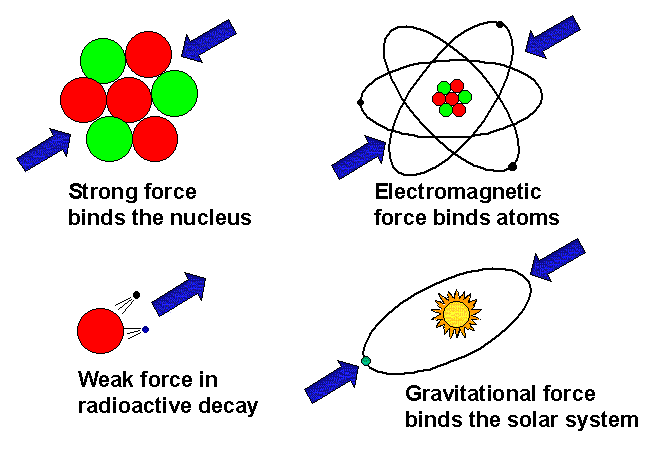 Strong force
binds the nucleus
Electromagnetic
force binds atoms
Weak force in
radioactive decay
Gravitational force
binds the solar system